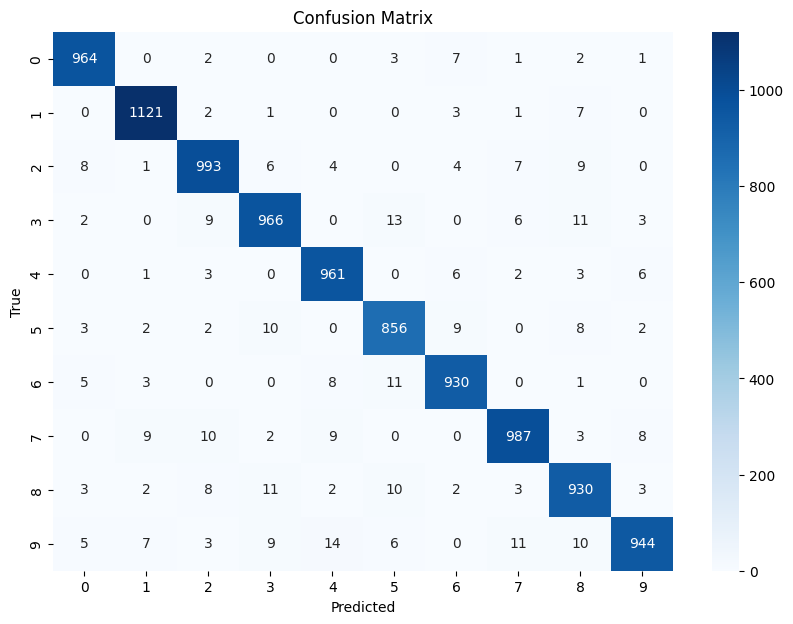 Confusion Matrix
0 964 0 2 0 0 3 7 1 2 1
1 0 1121 2 1 0 0 3 1 7 0
2 8 1 993 6 4 0 4 7 9 0
3 2 0 9 966 0 13 0 6 11 3
4 0 1 3 0 961 0 6 2 3 6
5 3 2 2 10 0 856 9 0 8 2
6 5 3 0 0 8 11 930 0 1 0
7 0 9 10 2 9 0 0 987 3 8
8 3 2 8 11 2 10 2 3 930 3
9 5 7 3 9 14 6 0 11 10 944
0 1 2 3 4 5 6 7 8 9
Predicted
True
1000
800
600
400
200
0